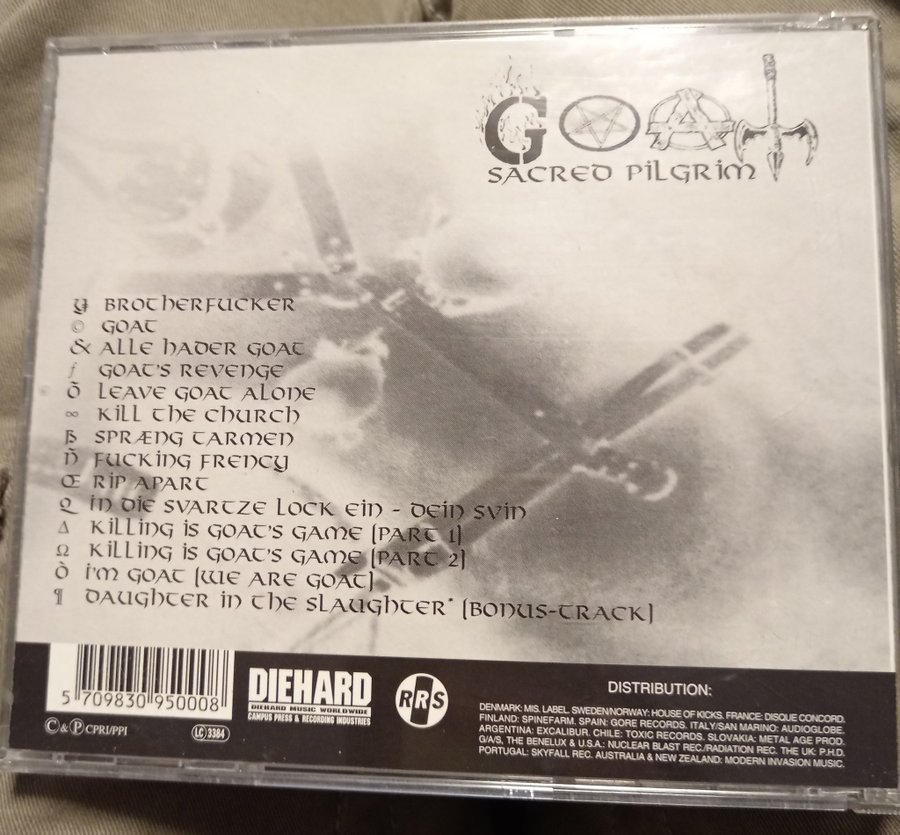 GOAT
SACRED PILGRIM
ɏ BROTHERFUCKER
© GOAT
& ALLE HADER GOAT
ƒ GOAT'S REVENGE
Õ LEAVE GOAT ALONE
∞ KILL THE CHURCH
ß SPRÆNG TARMEN
Ñ FUCKING FRENCY
Œ RIP APART
Q IN DIE SVARTZE LOCK EIN - DEIN SVIN
∆ KILLING IS GOAT'S GAME (PART 1)
Ω KILLING IS GOAT'S GAME (PART 2)
Ò I'M GOAT (WE ARE GOAT)
¶ DAUGHTER IN THE SLAUGHTER* (BONUS-TRACK)
5 709830 950008
© & ℗ CPRI/PPI
LC 3384
DIEHARD
DIEHARD MUSIC WORLDWIDE
CAMPUS PRESS & RECORDING INDUSTRIES
RRS
DISTRIBUTION:
DENMARK: MIS. LABEL. SWEDEN/NORWAY: HOUSE OF KICKS. FRANCE: DISQUE CONCORD.
FINLAND: SPINEFARM. SPAIN: GORE RECORDS. ITALY/SAN MARINO: AUDIOGLOBE.
ARGENTINA: EXCALIBUR. CHILE: TOXIC RECORDS. SLOVAKIA: METAL AGE PROD.
G/A/S, THE BENELUX & U.S.A.: NUCLEAR BLAST REC./RADIATION REC. THE UK: P.H.D.
PORTUGAL: SKYFALL REC. AUSTRALIA & NEW ZEALAND: MODERN INVASION MUSIC.